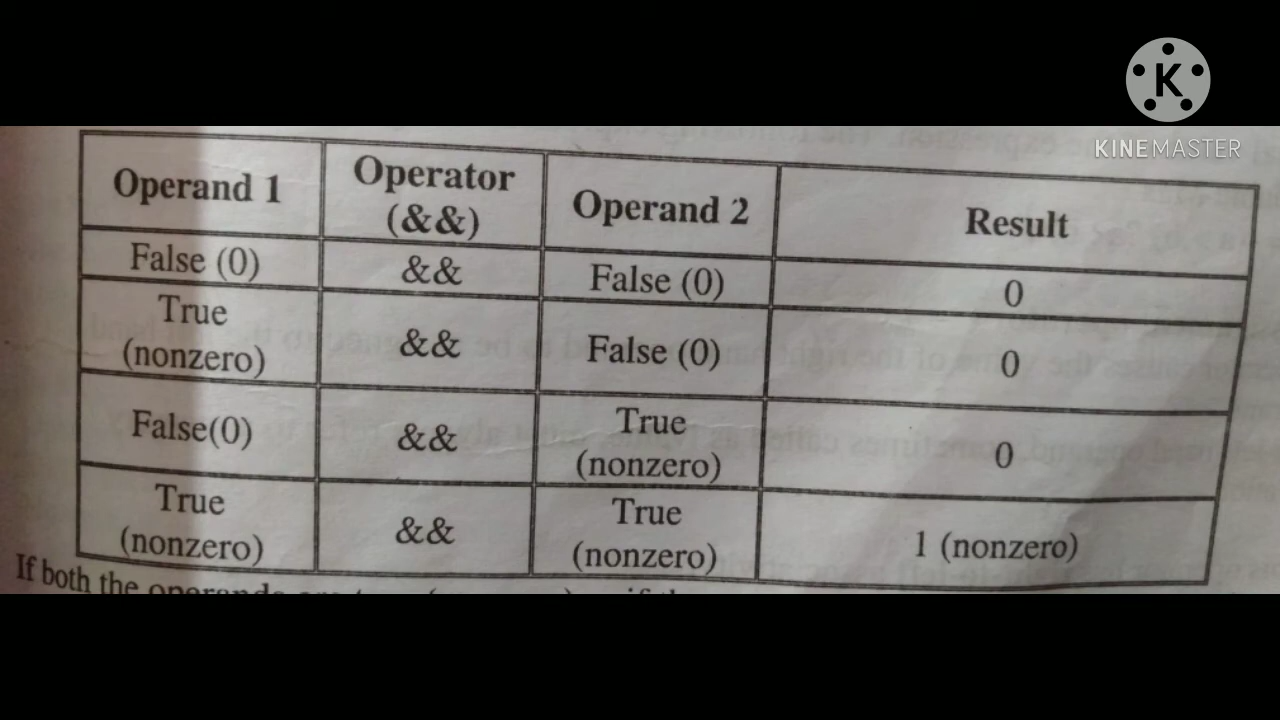 K
KINEMASTER
Operand 1 Operator Operand 2 Result
(&&)
False (0) && False (0) 0
True
(nonzero) && False (0) 0
False(0) && True
(nonzero) 0
True
(nonzero) && True
(nonzero) 1 (nonzero)
If both the operands